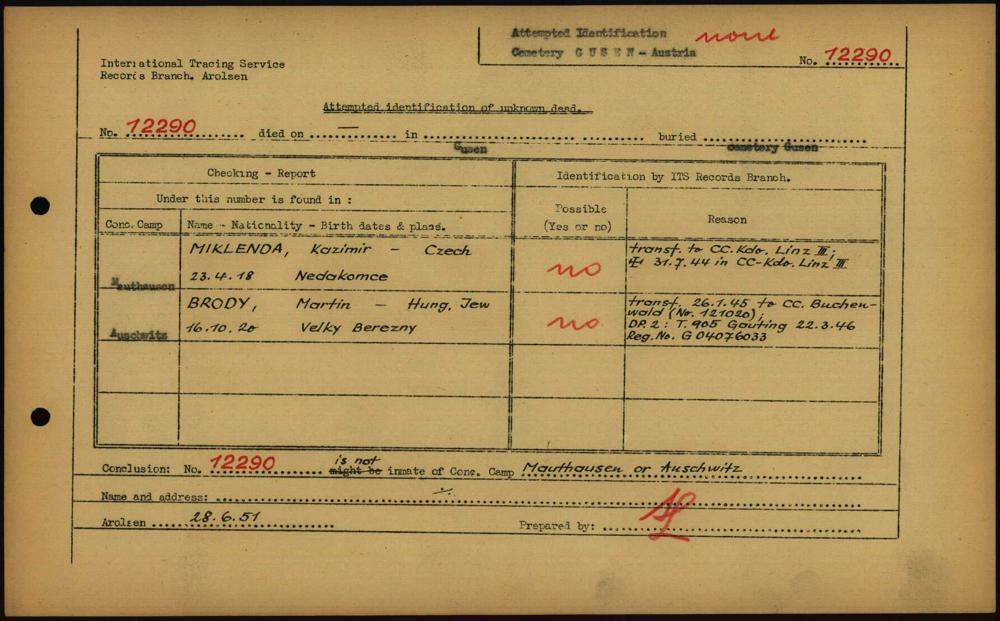 Attempted Identification none
Cemetery G U S E N - Austria
No. 12290
International Tracing Service
Records Branch. Arolsen
Attempted identification of unknown dead.
No. 12290 died on — in Gusen buried cemetery Gusen
Checking - Report
Identification by ITS Records Branch.
Under this number is found in :
Conc. Camp
Name - Nationality - Birth dates & place.
Possible
(Yes or no)
Reason
Mauthausen
MIKLENDA, Kazimir - Czech
23.4.18 Nedakomce
no
transf. to CC. Kdo. Linz III;
31.7.44 in CC-Kdo. Linz III
Auschwitz
BRODY, Martin - Hung. Jew
16.10.20 Velky Berezny
no
transf. 26.1.45 to CC. Buchen-
wald (Nr. 121020);
DP.2: T. 905 Gauting 22.3.46
Reg. No. G 04076033
Conclusion: No. 12290 is not might be inmate of Conc. Camp Mauthausen or Auschwitz
Name and address: ./.
Arolsen 28.6.51
Prepared by: